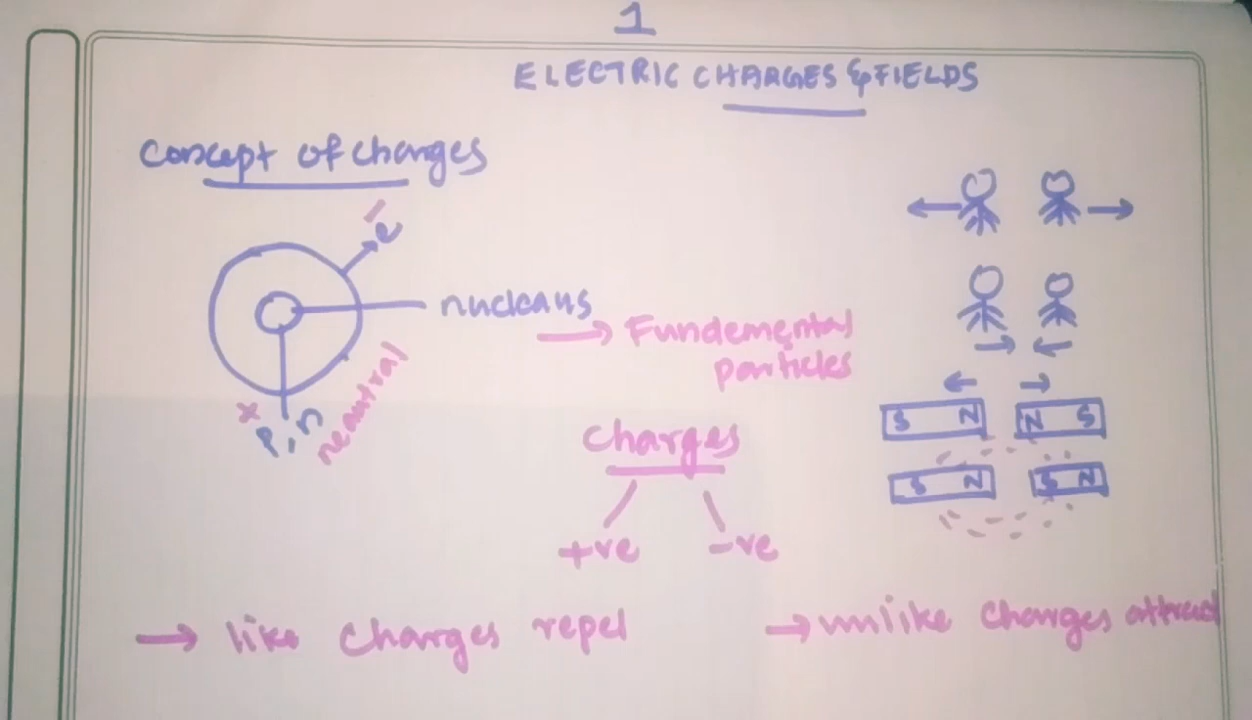 1
ELECTRIC CHARGES & FIELDS
Concept of charges
e-
nucleaus
→ Fundemental
particles
+
P, n
neautral
Charges
+ve -ve
S N N S
S N S N
→ like Charges repel
→ unlike Charges attract